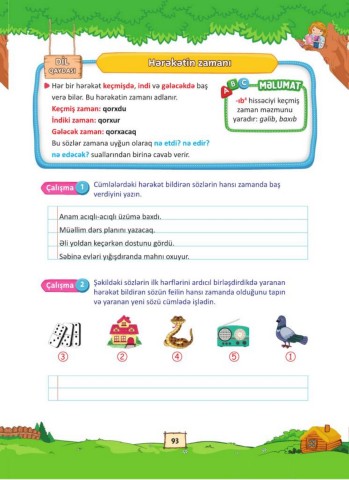 DİL
QAYDASI
Hərəkətin zamanı
Hər bir hərəkət keçmişdə, indi və gələcəkdə baş
verə bilər. Bu hərəkətin zamanı adlanır.
Keçmiş zaman: qorxdu
İndiki zaman: qorxur
Gələcək zaman: qorxacaq
Bu sözlər zamana uyğun olaraq nə etdi? nə edir?
nə edəcək? suallarından birinə cavab verir.
A B C MƏLUMAT
-ıb⁴ hissəciyi keçmiş
zaman məzmunu
yaradır: gəlib, baxıb
Çalışma 1
Cümlələrdəki hərəkət bildirən sözlərin hansı zamanda baş
verdiyini yazın.
Anam acıqlı-acıqlı üzümə baxdı.
Müəllim dərs planını yazacaq.
Əli yoldan keçərkən dostunu gördü.
Səbinə evləri yığışdıranda mahnı oxuyur.
Çalışma 2
Şəkildəki sözlərin ilk hərflərini ardıcıl birləşdirdikdə yaranan
hərəkət bildirən sözün feilin hansı zamanda olduğunu tapın
və yaranan yeni sözü cümlədə işlədin.
3 2 4 5 1
93